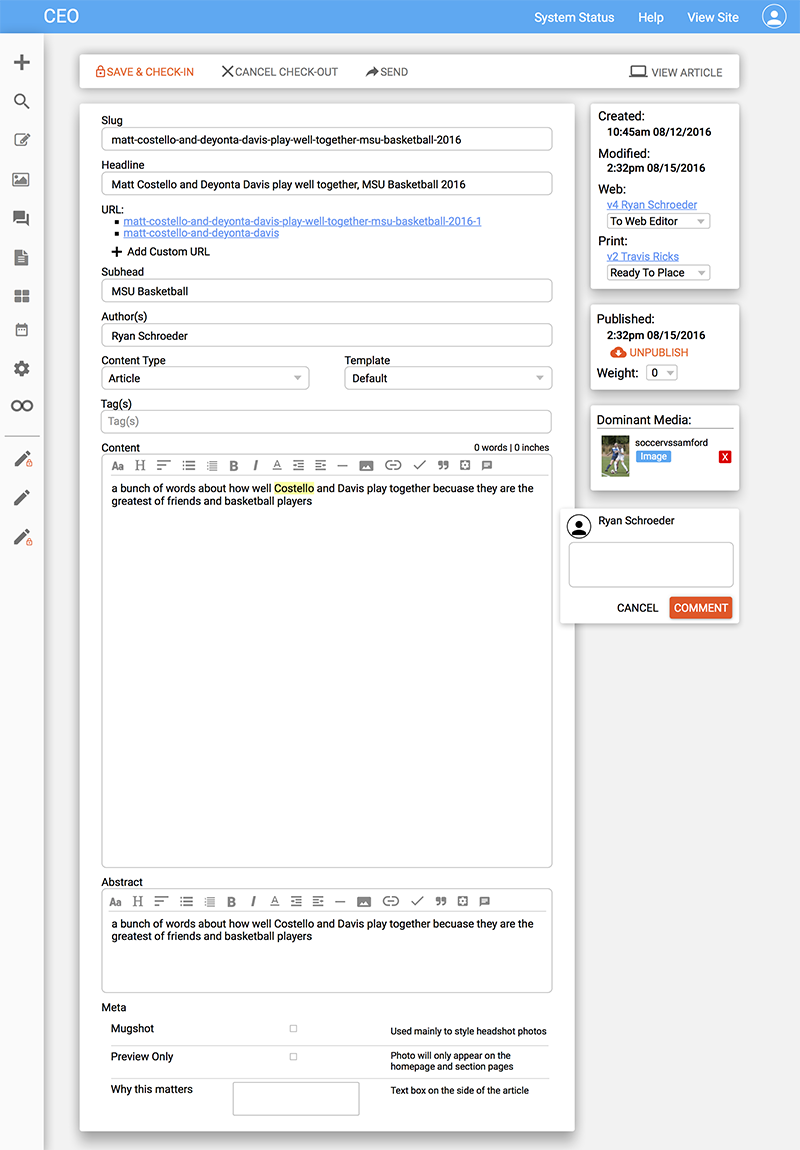 CEO
System Status Help View Site
SAVE & CHECK-IN CANCEL CHECK-OUT SEND VIEW ARTICLE
Slug
matt-costello-and-deyonta-davis-play-well-together-msu-basketball-2016
Headline
Matt Costello and Deyonta Davis play well together, MSU Basketball 2016
URL:
matt-costello-and-deyonta-davis-play-well-together-msu-basketball-2016-1
matt-costello-and-deyonta-davis
Add Custom URL
Subhead
MSU Basketball
Author(s)
Ryan Schroeder
Content Type Template
Article Default
Tag(s)
Tag(s)
Content 0 words | 0 inches
Aa H B I A
a bunch of words about how well Costello and Davis play together becuase they are the
greatest of friends and basketball players
Abstract
Aa H B I A
a bunch of words about how well Costello and Davis play together becuase they are the
greatest of friends and basketball players
Meta
Mugshot Used mainly to style headshot photos
Preview Only Photo will only appear on the
homepage and section pages
Why this matters Text box on the side of the article
Created:
10:45am 08/12/2016
Modified:
2:32pm 08/15/2016
Web:
v4 Ryan Schroeder
To Web Editor
Print:
v2 Travis Ricks
Ready To Place
Published:
2:32pm 08/15/2016
UNPUBLISH
Weight: 0
Dominant Media:
soccervssamford
Image X
Ryan Schroeder
CANCEL COMMENT